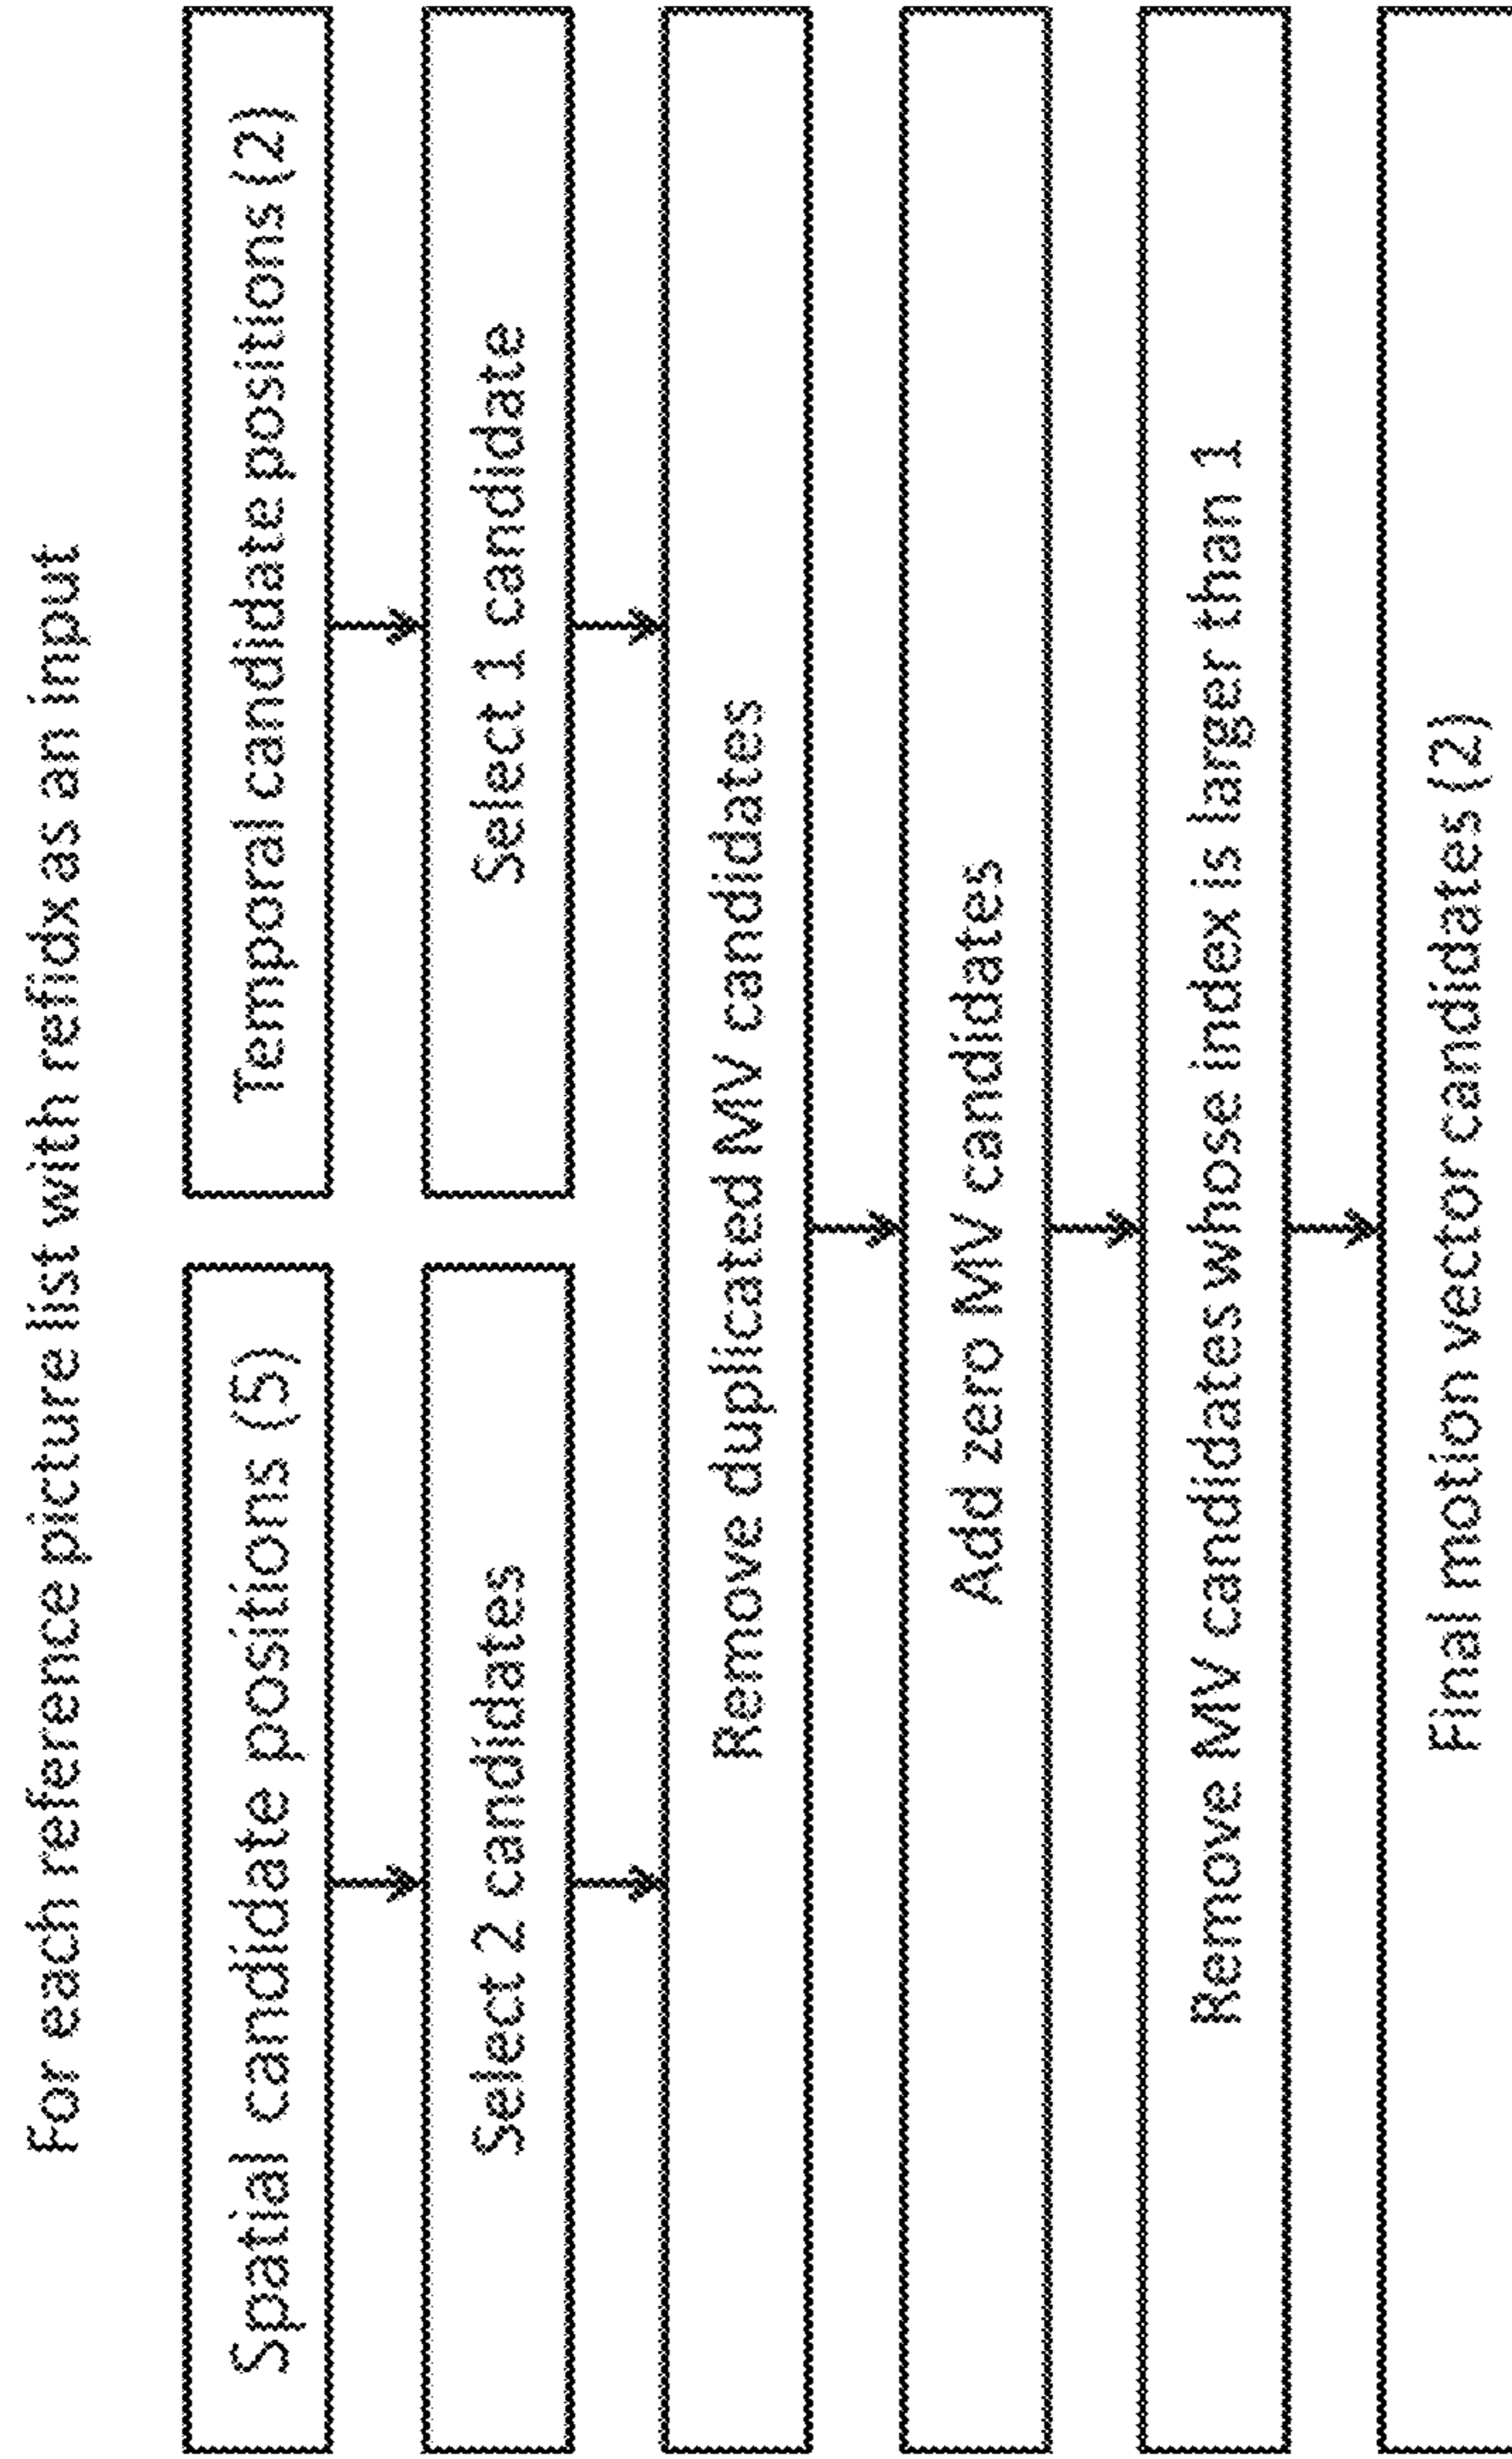 For each reference picture list with refidx as an input
Spatial candidate positions (5)
Temporal candidate positions (2)
Select 2 candidates
Select 1 candidate
Remove duplicated MV candidates
Add zero MV candidates
Remove MV candidates whose index is larger than 1
Final motion vector candidates (2)